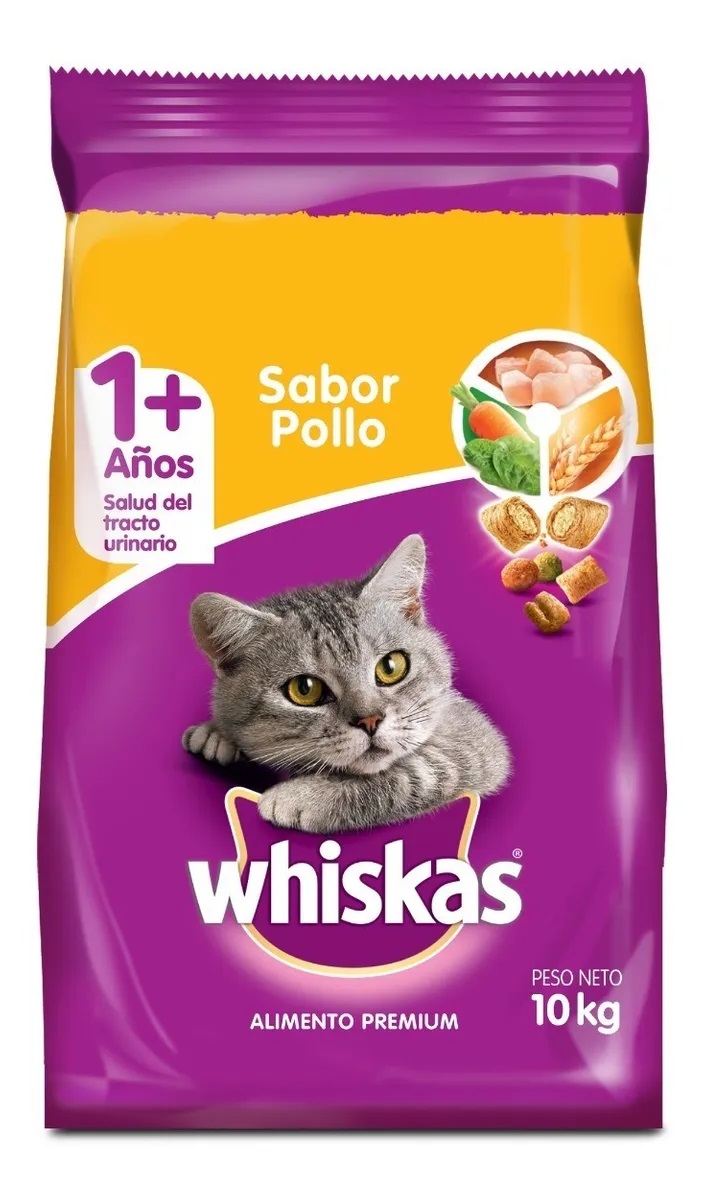 1+
Años
Salud del
tracto
urinario
Sabor
Pollo
whiskas®
ALIMENTO PREMIUM
PESO NETO
10 kg